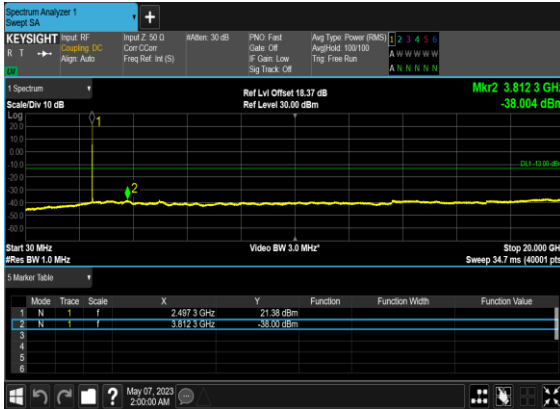 Spectrum Analyzer 1
Swept SA
+
KEYSIGHT Input: RF Input Z: 50 Ω #Atten: 30 dB PNO: Fast Avg Type: Power (RMS) 1 2 3 4 5 6
R T Coupling: DC Corr CCorr Gate: Off Avg|Hold: 100/100 A W W W W W
Align: Auto Freq Ref: Int (S) IF Gain: Low Trig: Free Run
Sig Track: Off A N N N N N
1 Spectrum
Ref Lvl Offset 18.37 dB Mkr2 3.812 3 GHz
Scale/Div 10 dB Ref Level 30.00 dBm -38.004 dBm
Log
20.0
10.0
0.00
-10.0
-20.0
-30.0
-40.0
-50.0
-60.0
1
2
DL1 -13.00 dBm
Start 30 MHz Video BW 3.0 MHz* Stop 20.000 GHz
#Res BW 1.0 MHz Sweep 34.7 ms (40001 pts)
5 Marker Table
Mode Trace Scale X Y Function Function Width Function Value
1 N 1 f 2.497 3 GHz 21.38 dBm
2 N 1 f 3.812 3 GHz -38.00 dBm
3
4
5
6
? May 07, 2023
2:00:00 AM